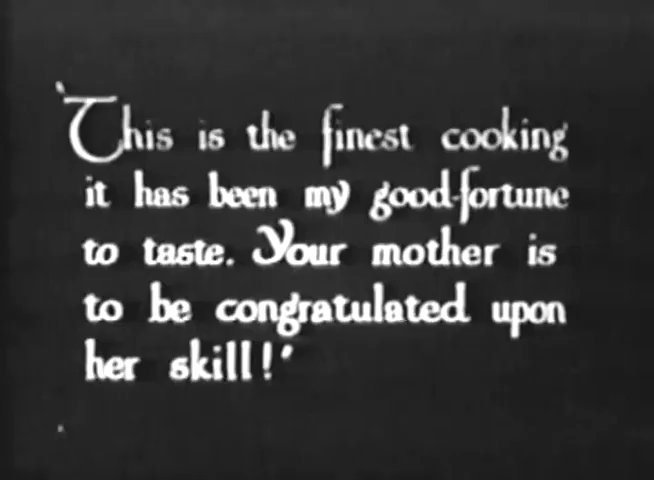 'This is the finest cooking
it has been my good-fortune
to taste. Your mother is
to be congratulated upon
her skill!'